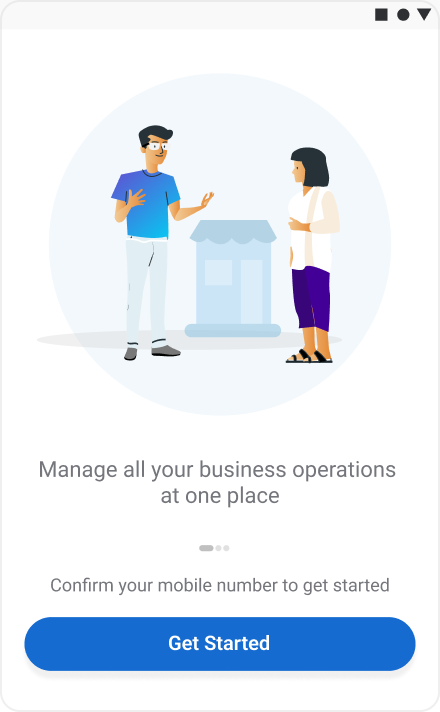 Manage all your business operations
at one place
Confirm your mobile number to get started
Get Started